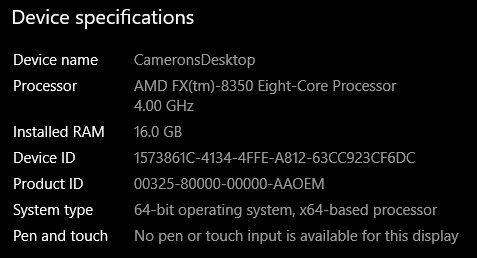 Device specifications
Device name CameronsDesktop
Processor AMD FX(tm)-8350 Eight-Core Processor
4.00 GHz
Installed RAM 16.0 GB
Device ID 1573861C-4134-4FFE-A812-63CC923CF6DC
Product ID 00325-80000-00000-AAOEM
System type 64-bit operating system, x64-based processor
Pen and touch No pen or touch input is available for this display